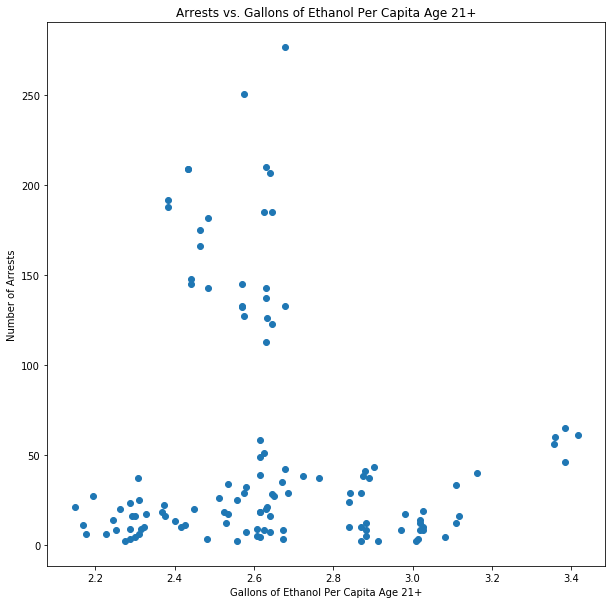 Arrests vs. Gallons of Ethanol Per Capita Age 21+
250
200
150
100
50
0
Number of Arrests
2.2 2.4 2.6 2.8 3.0 3.2 3.4
Gallons of Ethanol Per Capita Age 21+